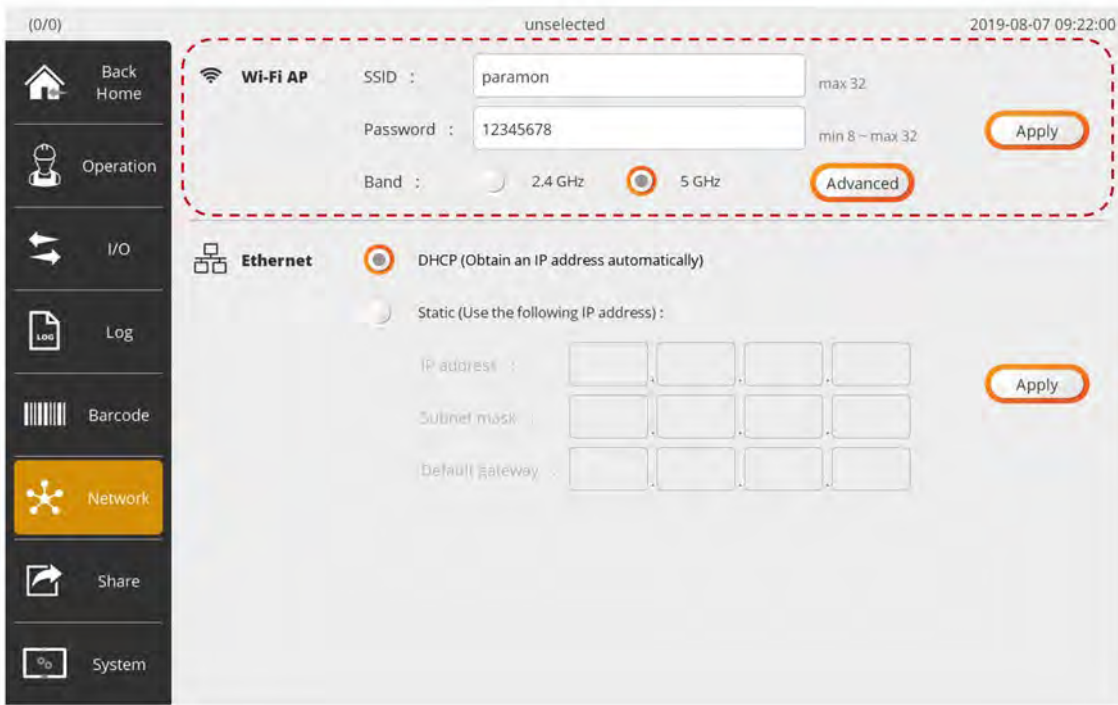 (0/0) unselected 2019-08-07 09:22:00
Back
Home
Operation
I/O
LOG
Log
Barcode
Network
Share
System
Wi-Fi AP SSID : paramon max 32
Password : 12345678 min 8 ~ max 32 Apply
Band : 2.4 GHz 5 GHz Advanced
Ethernet DHCP (Obtain an IP address automatically)
Static (Use the following IP address) :
IP address : . . .
Apply
Subnet mask : . . .
Default gateway : . . .